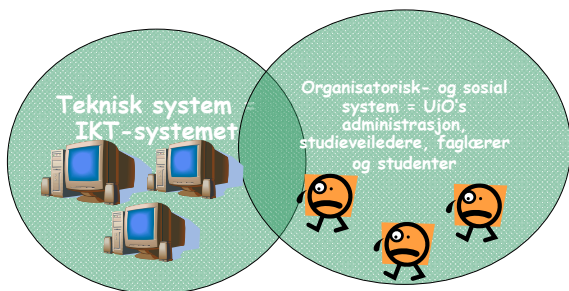 Teknisk system =
IKT-systemet
Organisatorisk- og sosial
system = UiO's
administrasjon,
studieveiledere, faglærer
og studenter